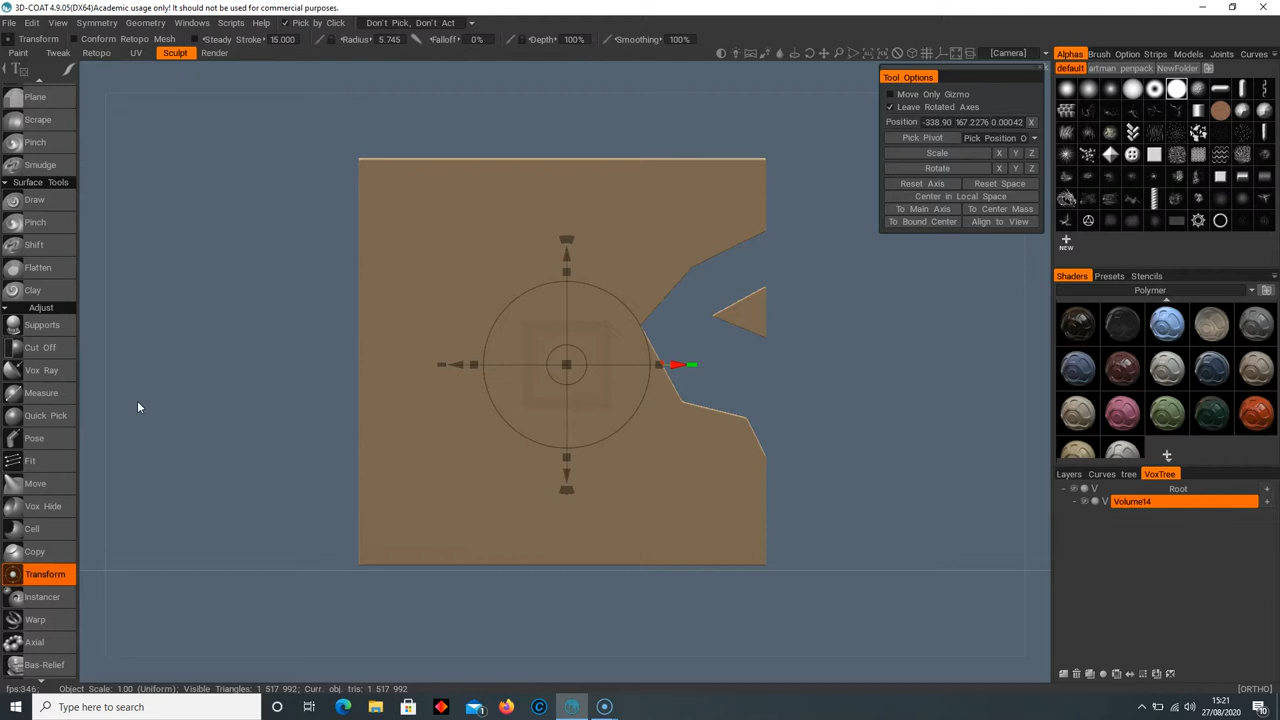 3D-COAT 4.9.05(DX64)Academic usage only! It should not be used for commercial purposes.
File Edit View Symmetry Geometry Windows Scripts Help Pick by Click Don't Pick, Don't Act
Transform Conform Retopo Mesh Steady Stroke 15.000 Radius 5.745 Falloff 0% Depth 100% Smoothing 100%
Paint Tweak Retopo UV Sculpt Render [Camera]
Plane
Scrape
Pinch
Smudge
Surface Tools
Draw
Pinch
Shift
Flatten
Clay
Adjust
Supports
Cut Off
Vox Ray
Measure
Quick Pick
Pose
Fit
Move
Vox Hide
Cell
Copy
Transform
Instancer
Warp
Axial
Bas-Relief
Tool Options
Move Only Gizmo
Leave Rotated Axes
Position -338.90 167.2276 0.00042 X
Pick Pivot Pick Position O
Scale X Y Z
Rotate X Y Z
Reset Axis Reset Space
Center in Local Space
To Main Axis To Center Mass
To Bound Center Align to View
Alphas Brush Option Strips Models Joints Curves
default artman penpack NewFolder
NEW
Shaders Presets Stencils
Polymer
Layers Curves tree VoxTree
V Root
V Volume14
fps:346; Object Scale: 1.00 (Uniform); Visible Triangles: 1 517 992; Curr. obj. tris: 1 517 992; [ORTHO]
Type here to search
15:21
27/08/2020